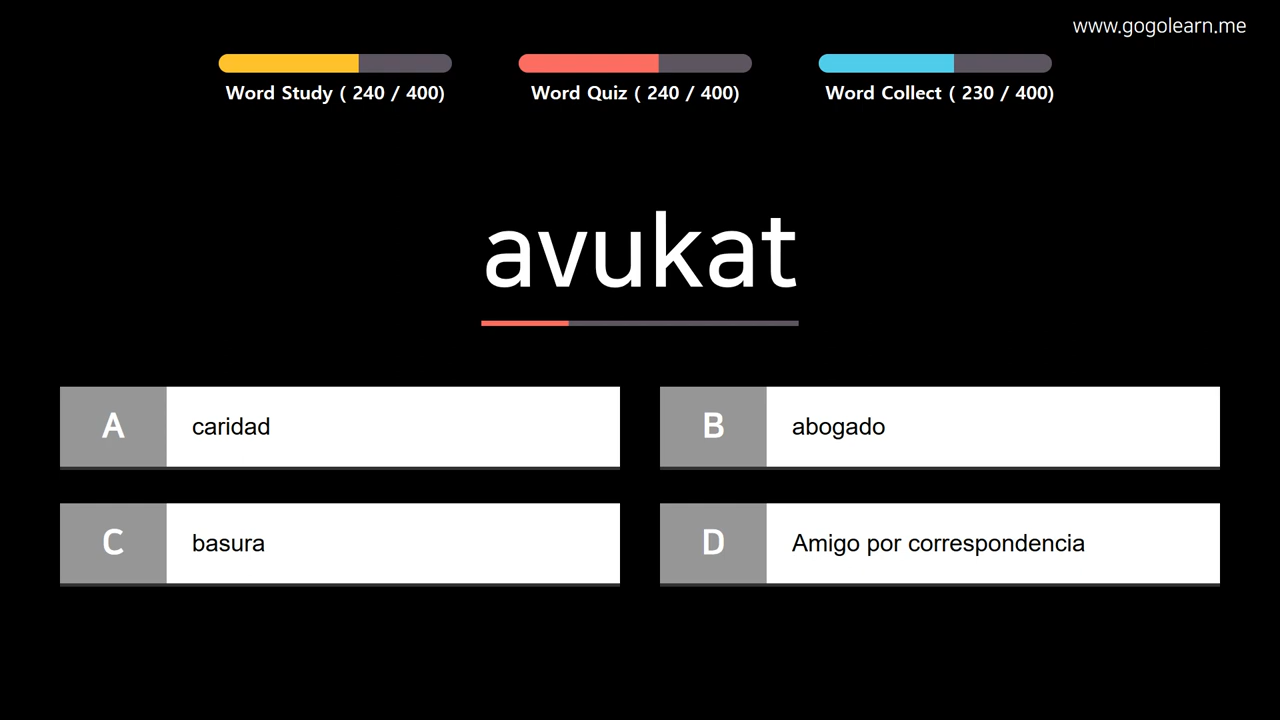 www.gogolearn.me
Word Study ( 240 / 400)
Word Quiz ( 240 / 400)
Word Collect ( 230 / 400)
avukat
A caridad
B abogado
C basura
D Amigo por correspondencia